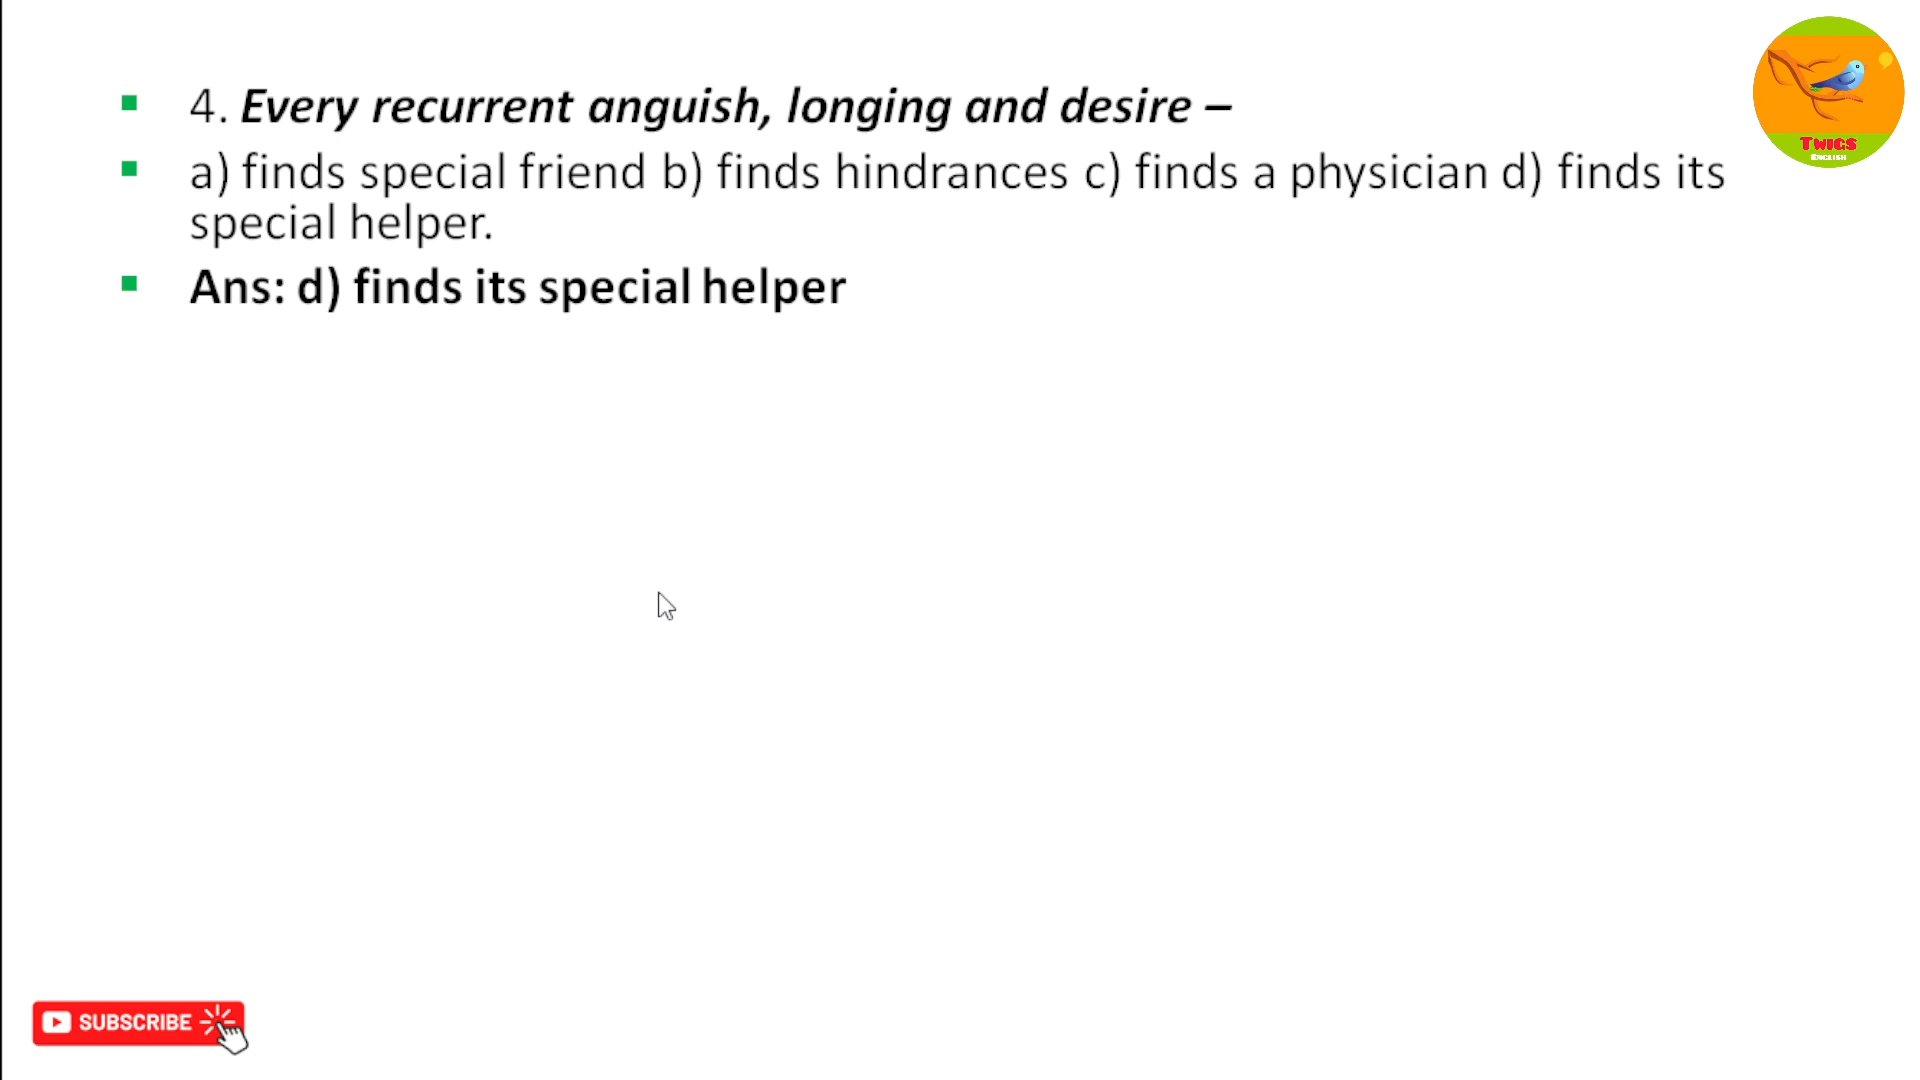 4. Every recurrent anguish, longing and desire –
a) finds special friend b) finds hindrances c) finds a physician d) finds its
special helper.
Ans: d) finds its special helper
TWIGS
ENGLISH
SUBSCRIBE